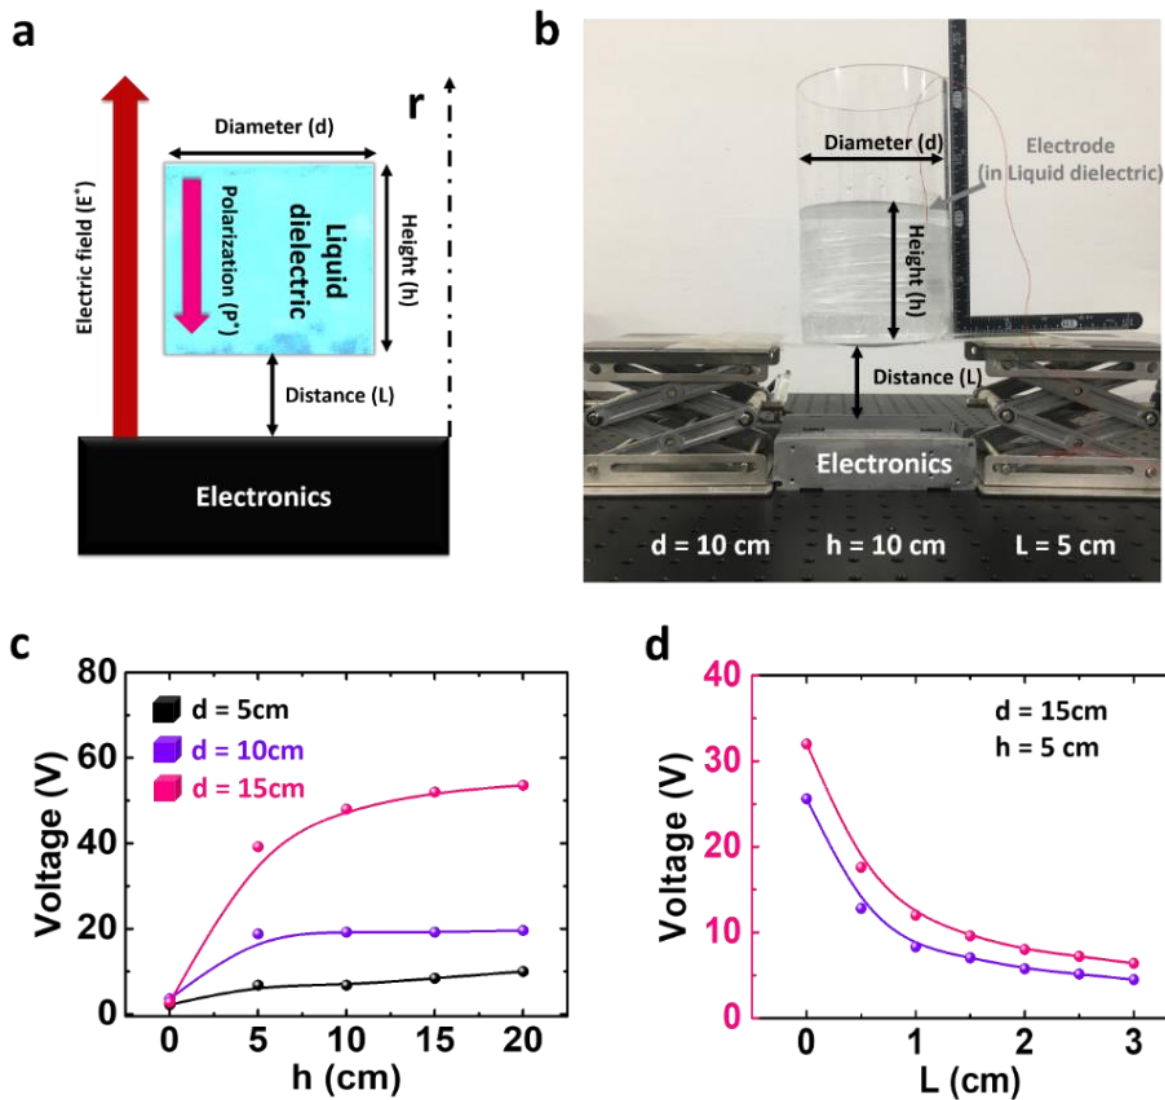 a
Electric field (E*)
Diameter (d)
r
Polarization (P*)
Liquid
dielectric
Height (h)
Distance (L)
Electronics
b
Diameter (d)
Electrode
(in Liquid dielectric)
Height (h)
Distance (L)
Electronics
d = 10 cm h = 10 cm L = 5 cm
c
Voltage (V)
80
60
40
20
0
d = 5cm
d = 10cm
d = 15cm
0 5 10 15 20
h (cm)
d
Voltage (V)
40
30
20
10
0
d = 15cm
h = 5 cm
0 1 2 3
L (cm)